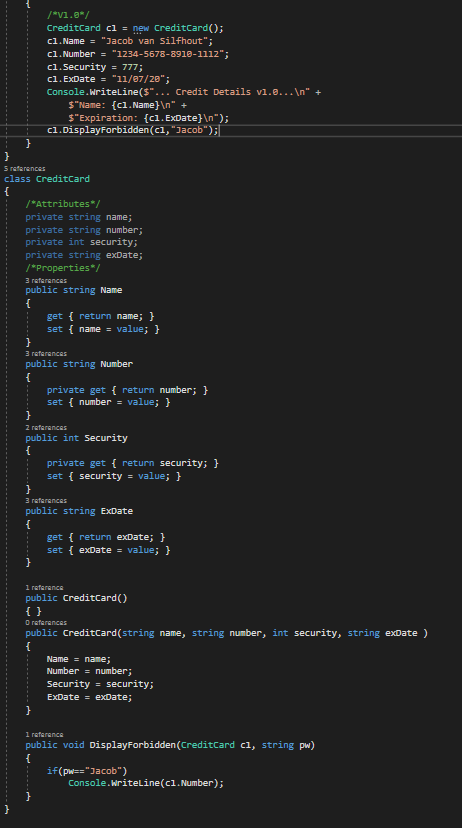 {
/*V1.0*/
CreditCard c1 = new CreditCard();
c1.Name = "Jacob van Silfhout";
c1.Number = "1234-5678-8910-1112";
c1.Security = 777;
c1.ExDate = "11/07/20";
Console.WriteLine($"... Credit Details v1.0...\n" +
$"Name: {c1.Name}\n" +
$"Expiration: {c1.ExDate}\n");
c1.DisplayForbidden(c1,"Jacob");
}
}
5 references
class CreditCard
{
/*Attributes*/
private string name;
private string number;
private int security;
private string exDate;
/*Properties*/
3 references
public string Name
{
get { return name; }
set { name = value; }
}
3 references
public string Number
{
private get { return number; }
set { number = value; }
}
2 references
public int Security
{
private get { return security; }
set { security = value; }
}
3 references
public string ExDate
{
get { return exDate; }
set { exDate = value; }
}
1 reference
public CreditCard()
{ }
0 references
public CreditCard(string name, string number, int security, string exDate )
{
Name = name;
Number = number;
Security = security;
ExDate = exDate;
}
1 reference
public void DisplayForbidden(CreditCard c1, string pw)
{
if(pw=="Jacob")
Console.WriteLine(c1.Number);
}
}